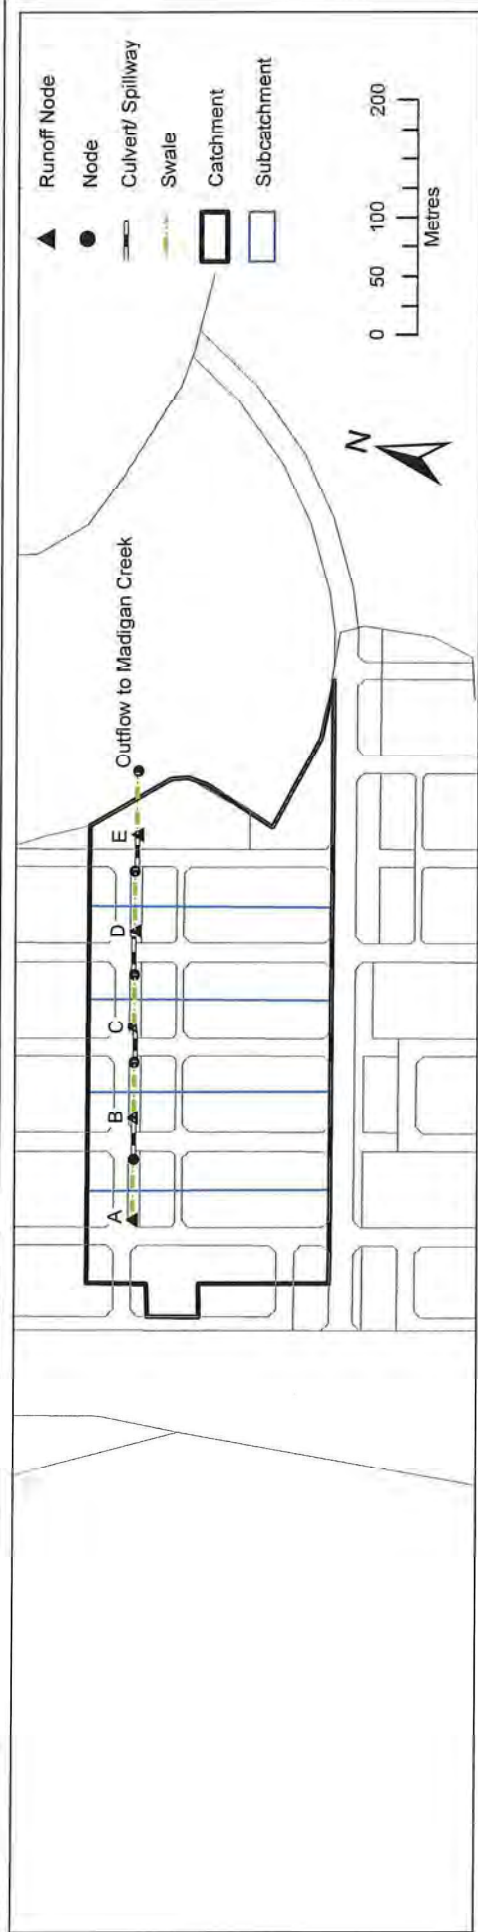 Runoff Node
Node
Culvert/ Spillway
Swale
Catchment
Subcatchment
0 50 100 200
Metres
N
Outflow to Madigan Creek
A
B
C
D
E